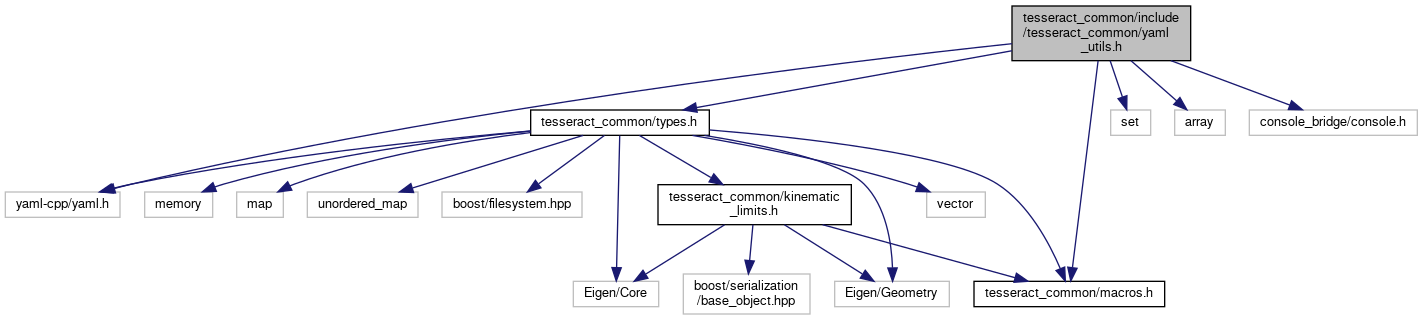 tesseract_common/include
/tesseract_common/yaml
_utils.h
tesseract_common/types.h
set
array
console_bridge/console.h
yaml-cpp/yaml.h
memory
map
unordered_map
boost/filesystem.hpp
tesseract_common/kinematic
_limits.h
vector
Eigen/Core
boost/serialization
/base_object.hpp
Eigen/Geometry
tesseract_common/macros.h